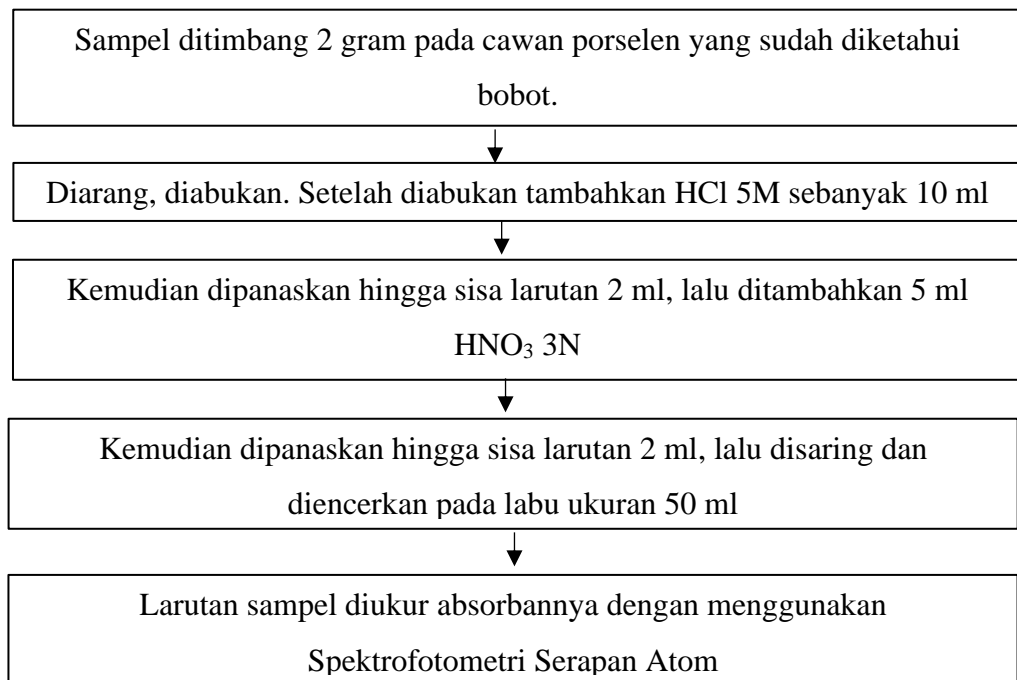 Sampel ditimbang 2 gram pada cawan porselen yang sudah diketahui
bobot.
Diarang, diabukan. Setelah diabukan tambahkan HCl 5M sebanyak 10 ml
Kemudian dipanaskan hingga sisa larutan 2 ml, lalu ditambahkan 5 ml
HNO₃ 3N
Kemudian dipanaskan hingga sisa larutan 2 ml, lalu disaring dan
diencerkan pada labu ukuran 50 ml
Larutan sampel diukur absorbannya dengan menggunakan
Spektrofotometri Serapan Atom